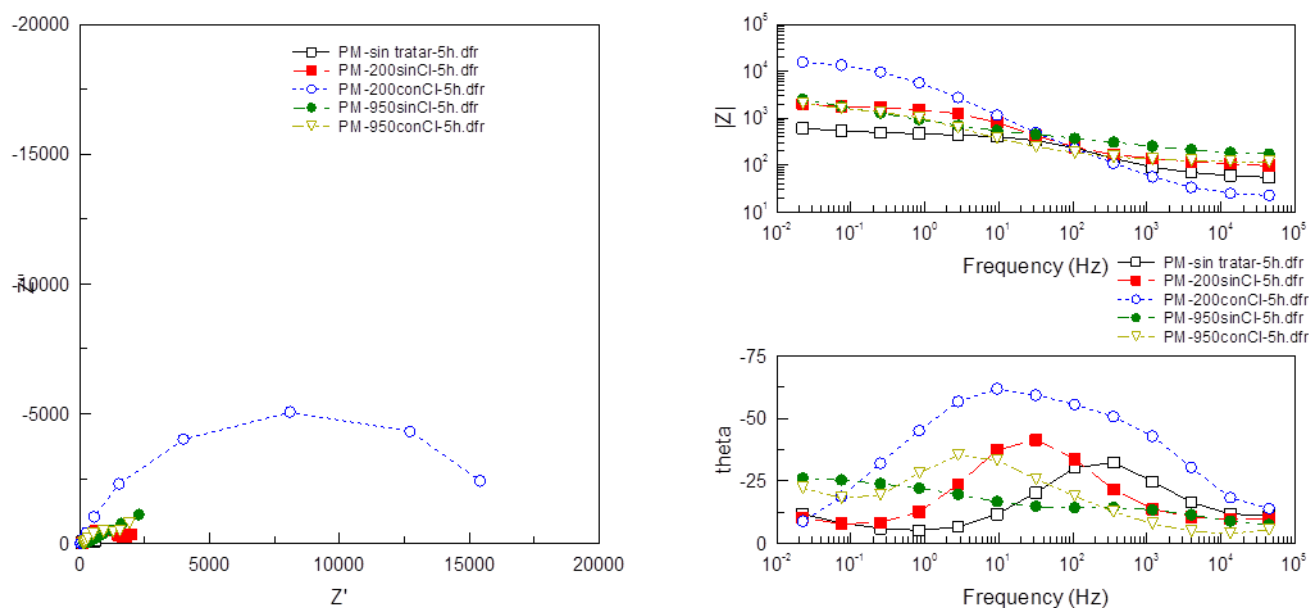 -20000
-15000
-10000
-5000
0
Z''
0
5000
10000
15000
20000
Z'
PM-sin tratar-5h.dfr
PM-200sinCl-5h.dfr
PM-200conCl-5h.dfr
PM-950sinCl-5h.dfr
PM-950conCl-5h.dfr
10^5
10^4
10^3
10^2
10^1
|Z|
10^-2
10^-1
10^0
10^1
10^2
10^3
10^4
10^5
Frequency (Hz)
PM-sin tratar-5h.dfr
PM-200sinCl-5h.dfr
PM-200conCl-5h.dfr
PM-950sinCl-5h.dfr
PM-950conCl-5h.dfr
-75
-50
-25
0
theta
10^-2
10^-1
10^0
10^1
10^2
10^3
10^4
10^5
Frequency (Hz)